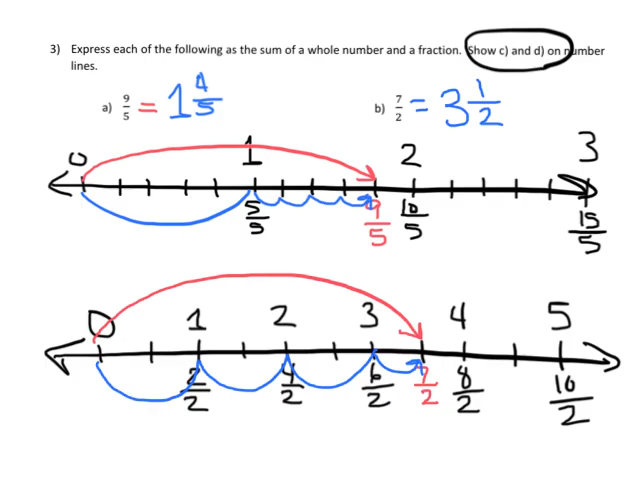 3) Express each of the following as the sum of a whole number and a fraction. Show c) and d) on number
lines.
a) 9/5 = 1 4/5
b) 7/2 = 3 1/2
0 1 2 3
5/5 9/5 10/5 15/5
0 1 2 3 4 5
2/2 4/2 6/2 7/2 8/2 10/2